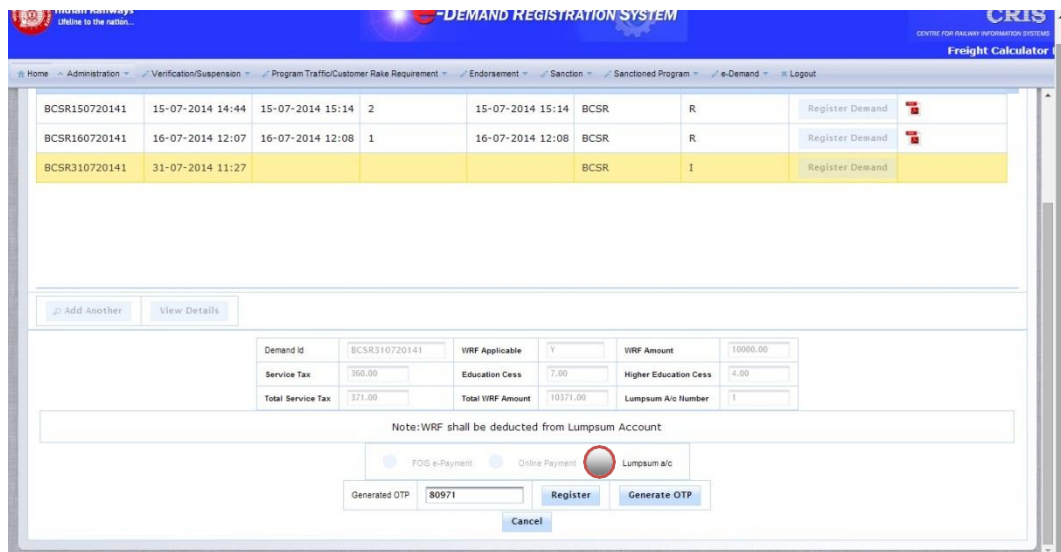 Indian Railways
Lifeline to the nation...
e-DEMAND REGISTRATION SYSTEM
CRIS
CENTRE FOR RAILWAY INFORMATION SYSTEMS
Freight Calculator
Home Administration Verification/Suspension Program Traffic/Customer Rake Requirement Endorsement Sanction Sanctioned Program e-Demand Logout
BCSR150720141 15-07-2014 14:44 15-07-2014 15:14 2 15-07-2014 15:14 BCSR R Register Demand
BCSR160720141 16-07-2014 12:07 16-07-2014 12:08 1 16-07-2014 12:08 BCSR R Register Demand
BCSR310720141 31-07-2014 11:27 BCSR I Register Demand
Add Another View Details
Demand Id BCSR310720141 WRF Applicable Y WRF Amount 10000.00
Service Tax 360.00 Education Cess 7.00 Higher Education Cess 4.00
Total Service Tax 371.00 Total WRF Amount 10371.00 Lumpsum A/c Number 1
Note:WRF shall be deducted from Lumpsum Account
FOIS e-Payment Online Payment Lumpsum a/c
Generated OTP 80971 Register Generate OTP
Cancel